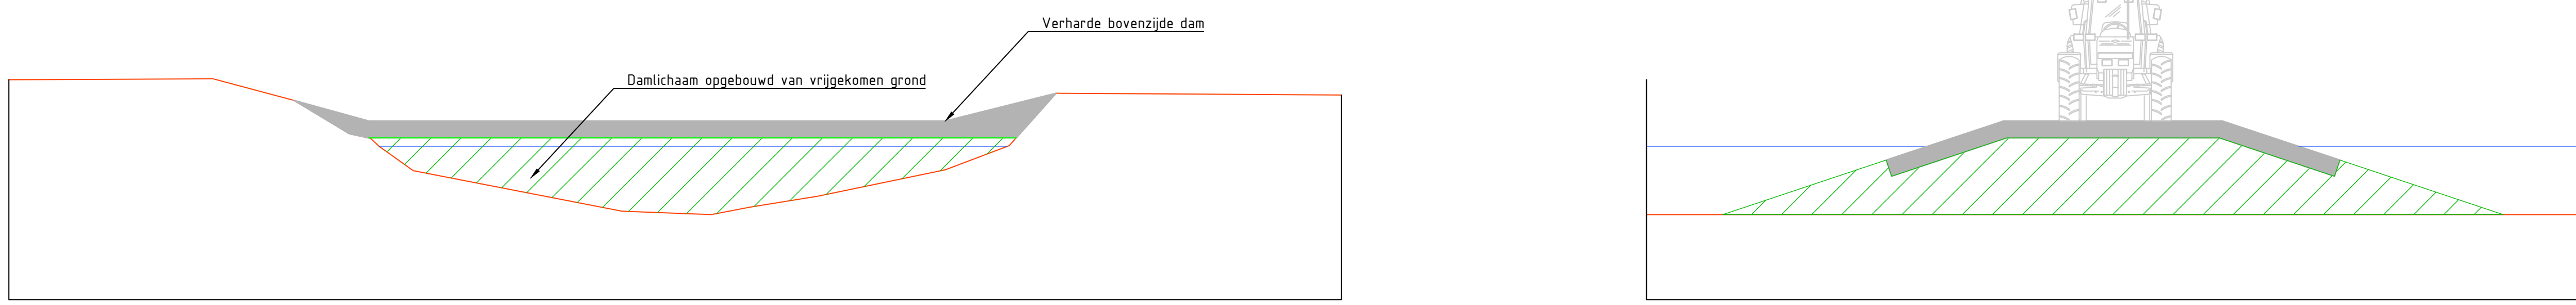 Verharde bovenzijde dam
Damlichaam opgebouwd van vrijgekomen grond